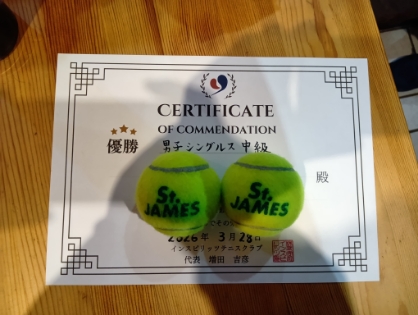 CERTIFICATE
OF COMMENDATION
優勝
男子シングルス 中級
殿
St. JAMES
St. JAMES
2026年 3月28日
インスピリッツテニスクラブ
代表 増田 吉彦